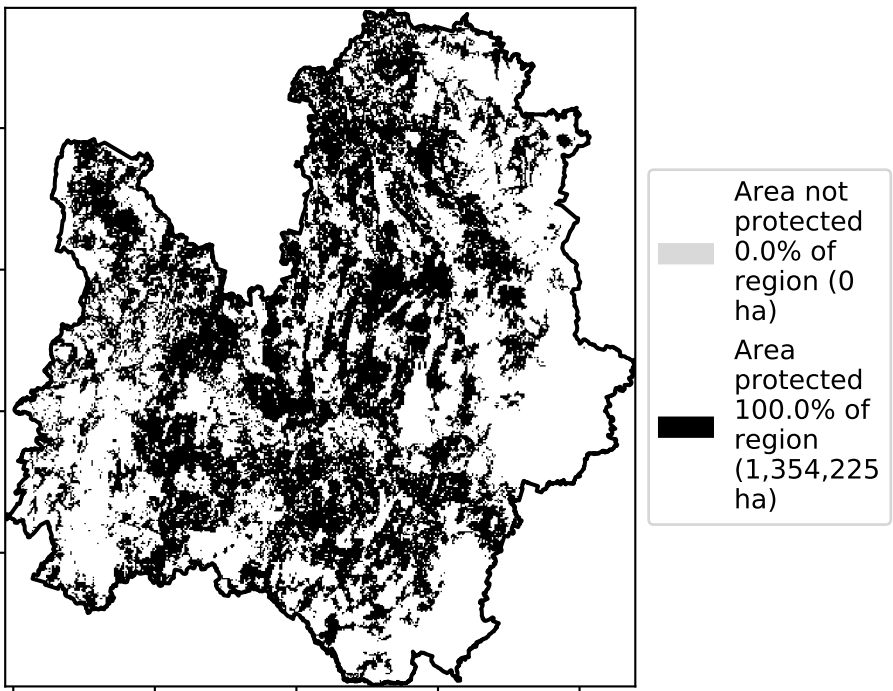 Area not
protected
0.0% of
region (0
ha)
Area
protected
100.0% of
region
(1,354,225
ha)